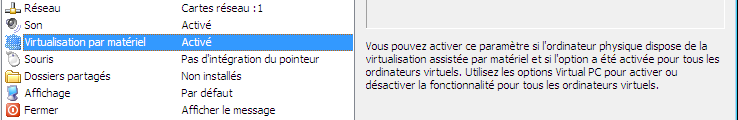 Réseau Cartes réseau :1
Son Activé
Virtualisation par matériel Activé
Souris Pas d'intégration du pointeur
Dossiers partagés Non installés
Affichage Par défaut
Fermer Afficher le message
Vous pouvez activer ce paramètre si l'ordinateur physique dispose de la
virtualisation assistée par matériel et si l'option a été activée pour tous les
ordinateurs virtuels. Utilisez les options Virtual PC pour activer ou
désactiver la fonctionnalité pour tous les ordinateurs virtuels.